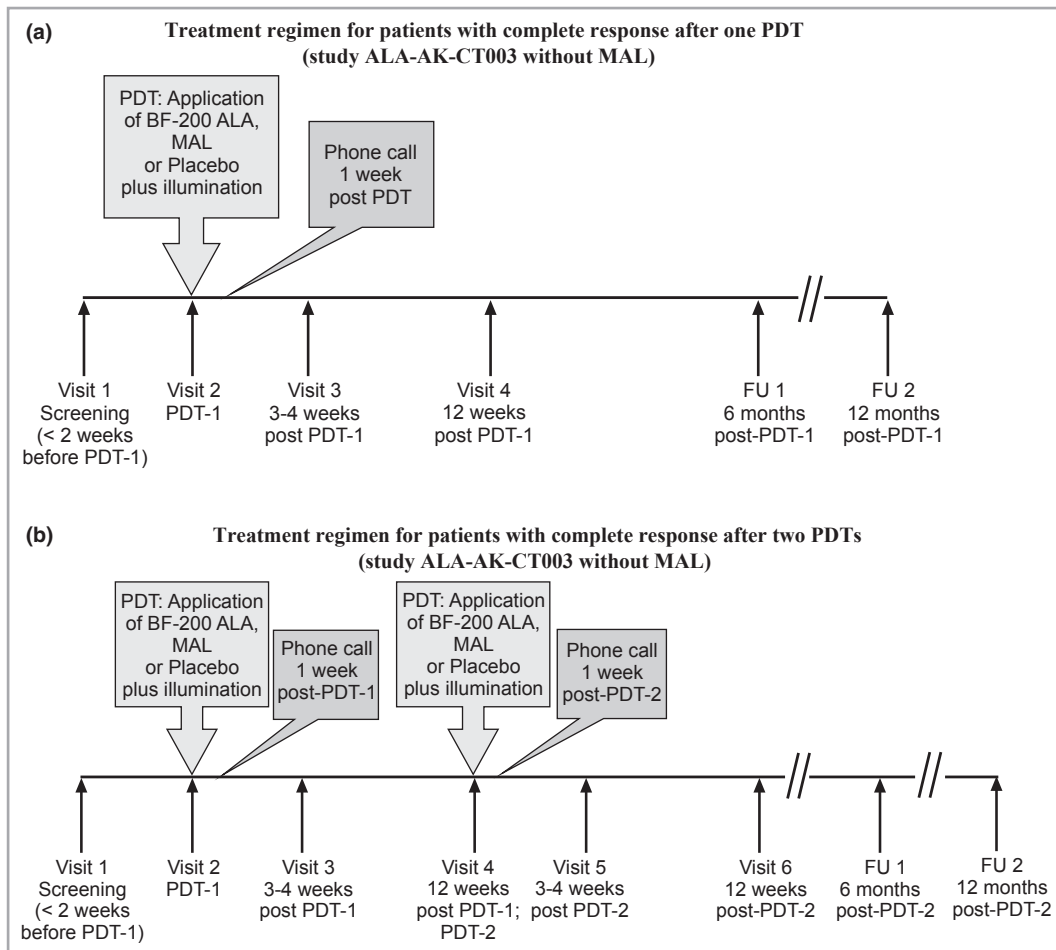 (a)
Treatment regimen for patients with complete response after one PDT
(study ALA-AK-CT003 without MAL)
PDT: Application
of BF-200 ALA,
MAL
or Placebo
plus illumination
Phone call
1 week
post PDT
Visit 1
Screening
(< 2 weeks
before PDT-1)
Visit 2
PDT-1
Visit 3
3-4 weeks
post PDT-1
Visit 4
12 weeks
post PDT-1
FU 1
6 months
post-PDT-1
FU 2
12 months
post-PDT-1
(b)
Treatment regimen for patients with complete response after two PDTs
(study ALA-AK-CT003 without MAL)
PDT: Application
of BF-200 ALA,
MAL
or Placebo
plus illumination
Phone call
1 week
post-PDT-1
PDT: Application
of BF-200 ALA,
MAL
or Placebo
plus illumination
Phone call
1 week
post-PDT-2
Visit 1
Screening
(< 2 weeks
before PDT-1)
Visit 2
PDT-1
Visit 3
3-4 weeks
post PDT-1
Visit 4
12 weeks
post PDT-1;
PDT-2
Visit 5
3-4 weeks
post PDT-2
Visit 6
12 weeks
post-PDT-2
FU 1
6 months
post-PDT-2
FU 2
12 months
post-PDT-2